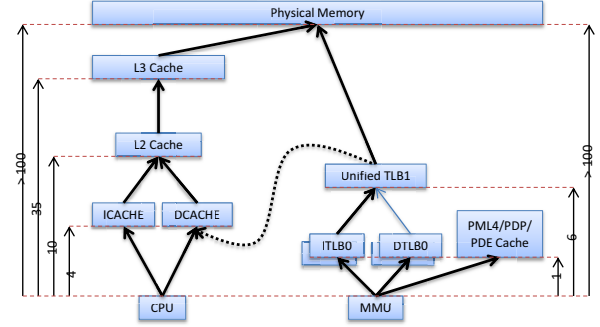 Physical Memory
L3 Cache
L2 Cache
Unified TLB1
ICACHE
DCACHE
PML4/PDP/
PDE Cache
ITLB0
DTLB0
CPU
MMU
> 100
35
10
4
1
6
> 100